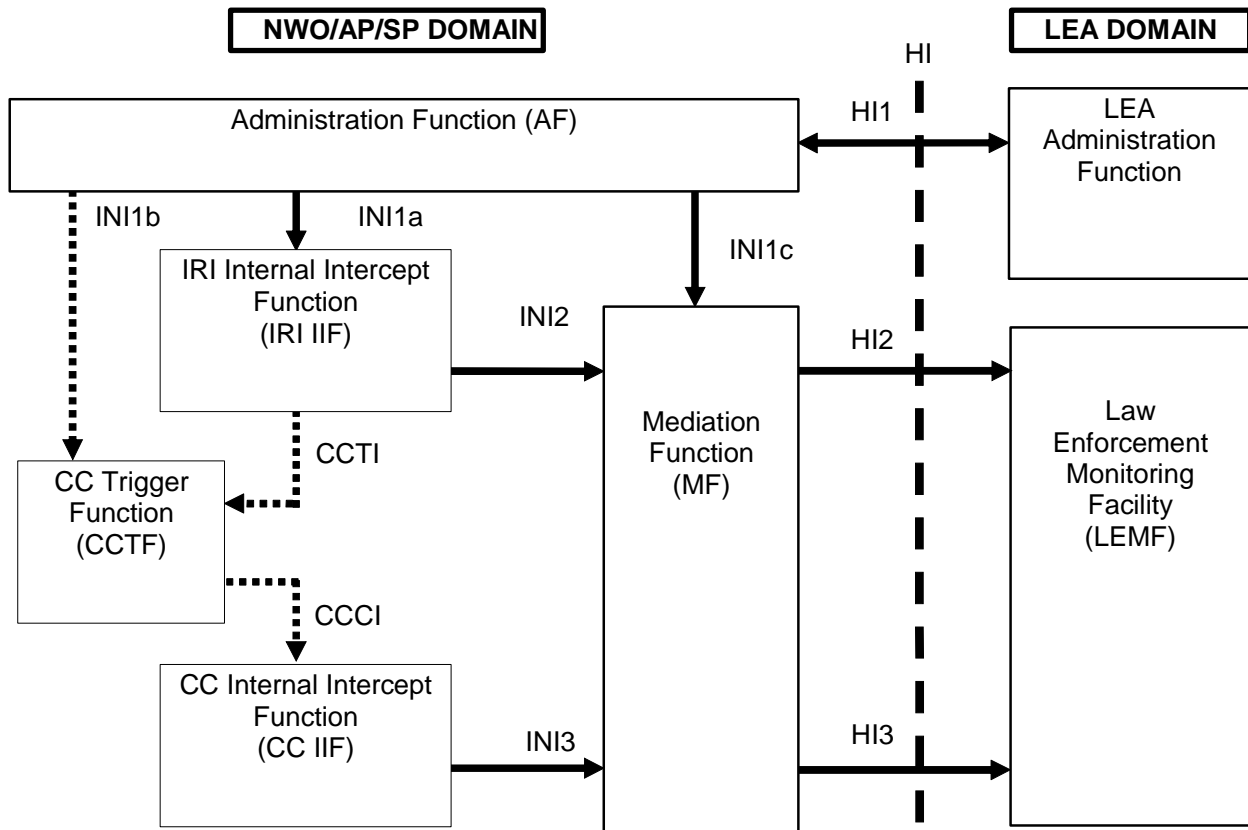 NWO/AP/SP DOMAIN
LEA DOMAIN
HI
Administration Function (AF)
HI1
LEA
Administration
Function
INI1b
INI1a
INI1c
IRI Internal Intercept
Function
(IRI IIF)
INI2
HI2
Mediation
Function
(MF)
Law
Enforcement
Monitoring
Facility
(LEMF)
CCTI
CC Trigger
Function
(CCTF)
CCCI
CC Internal Intercept
Function
(CC IIF)
INI3
HI3